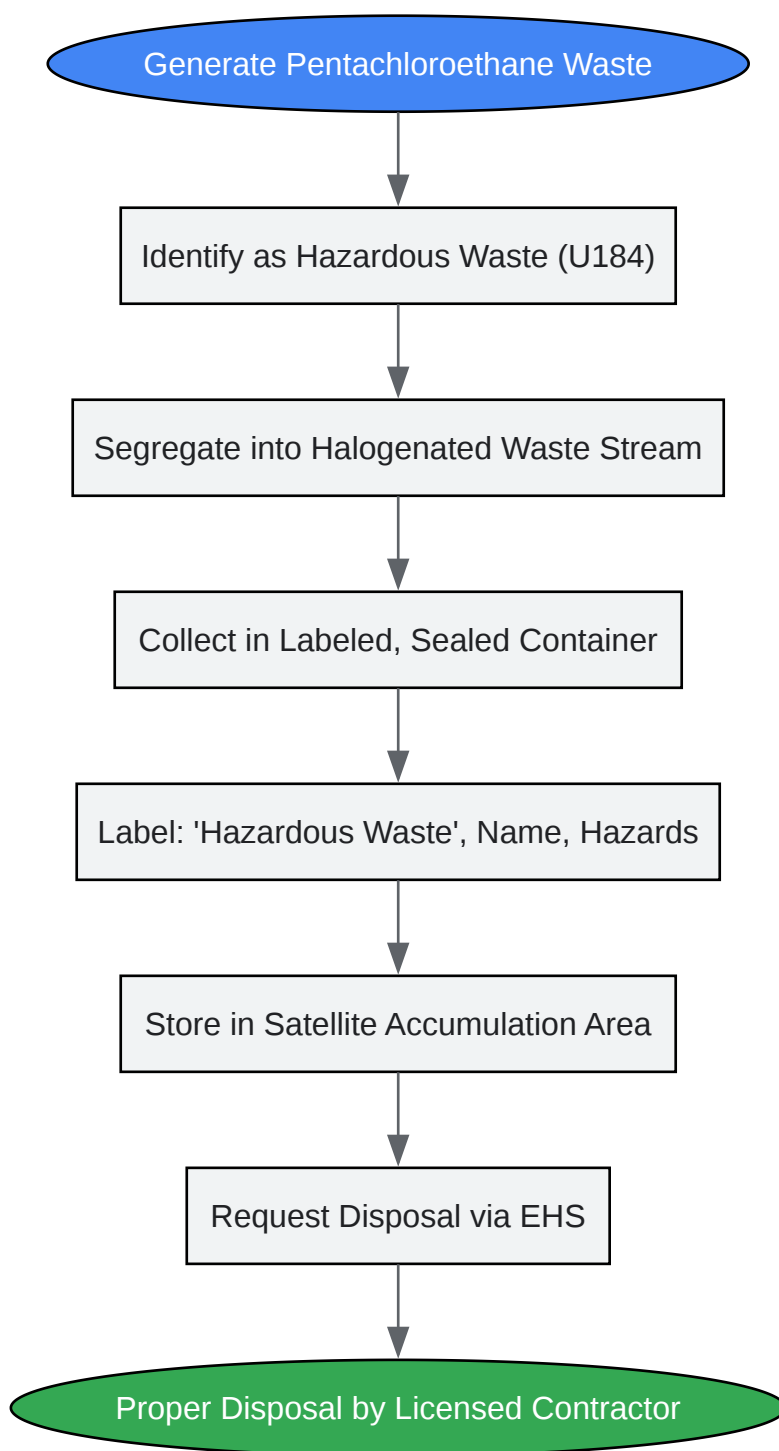 Generate Pentachloroethane Waste
Identify as Hazardous Waste (U184)
Segregate into Halogenated Waste Stream
Collect in Labeled, Sealed Container
Label: 'Hazardous Waste', Name, Hazards
Store in Satellite Accumulation Area
Request Disposal via EHS
Proper Disposal by Licensed Contractor